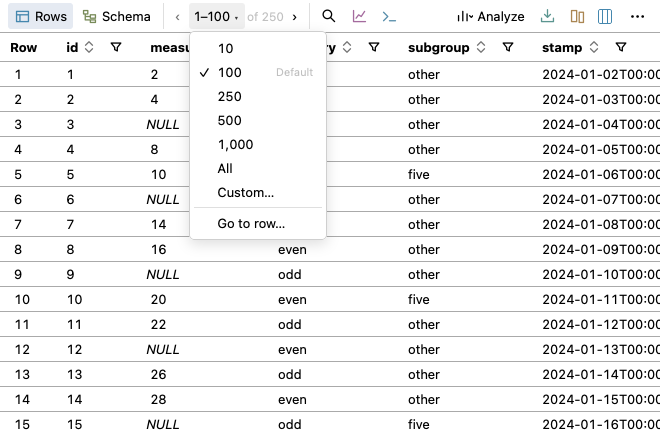 Rows Schema ‹ 1–100 of 250 › Analyze •••
Row id measu ry subgroup stamp
1 1 2 other 2024-01-02T00:00
2 2 4 other 2024-01-03T00:00
3 3 NULL other 2024-01-04T00:00
4 4 8 other 2024-01-05T00:00
5 5 10 five 2024-01-06T00:00
6 6 NULL other 2024-01-07T00:00
7 7 14 other 2024-01-08T00:00
8 8 16 even other 2024-01-09T00:00
9 9 NULL odd other 2024-01-10T00:00
10 10 20 even five 2024-01-11T00:00
11 11 22 odd other 2024-01-12T00:00
12 12 NULL even other 2024-01-13T00:00
13 13 26 odd other 2024-01-14T00:00
14 14 28 even other 2024-01-15T00:00
15 15 NULL odd five 2024-01-16T00:00
10
✓ 100 Default
250
500
1,000
All
Custom...
Go to row...